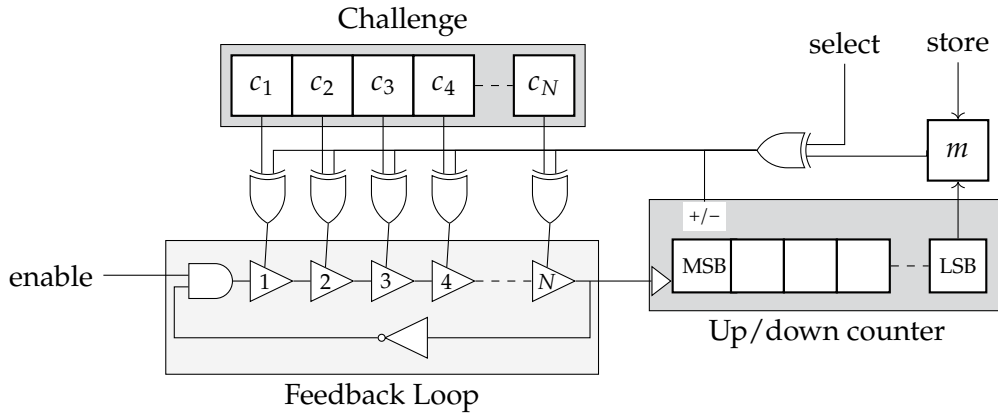 Challenge
select store
c1 c2 c3 c4 cN
m
+/−
enable 1 2 3 4 N MSB LSB
Up/down counter
Feedback Loop